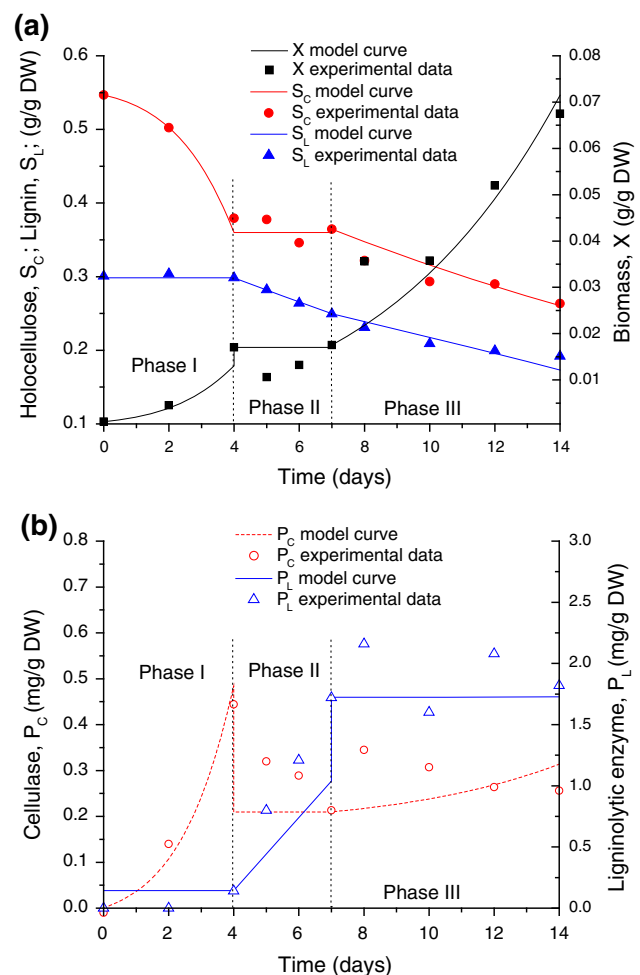 (a)
X model curve
X experimental data
S_C model curve
S_C experimental data
S_L model curve
S_L experimental data
Holocellulose, S_C; Lignin, S_L; (g/g DW)
0.6
0.5
0.4
0.3
0.2
0.1
Biomass, X (g/g DW)
0.08
0.07
0.06
0.05
0.04
0.03
0.02
0.01
Phase I
Phase II
Phase III
0 2 4 6 8 10 12 14
Time (days)
(b)
P_C model curve
P_C experimental data
P_L model curve
P_L experimental data
Cellulase, P_C (mg/g DW)
0.8
0.7
0.6
0.5
0.4
0.3
0.2
0.1
0.0
Ligninolytic enzyme, P_L (mg/g DW)
3.0
2.5
2.0
1.5
1.0
0.5
0.0
Phase I
Phase II
Phase III
0 2 4 6 8 10 12 14
Time (days)